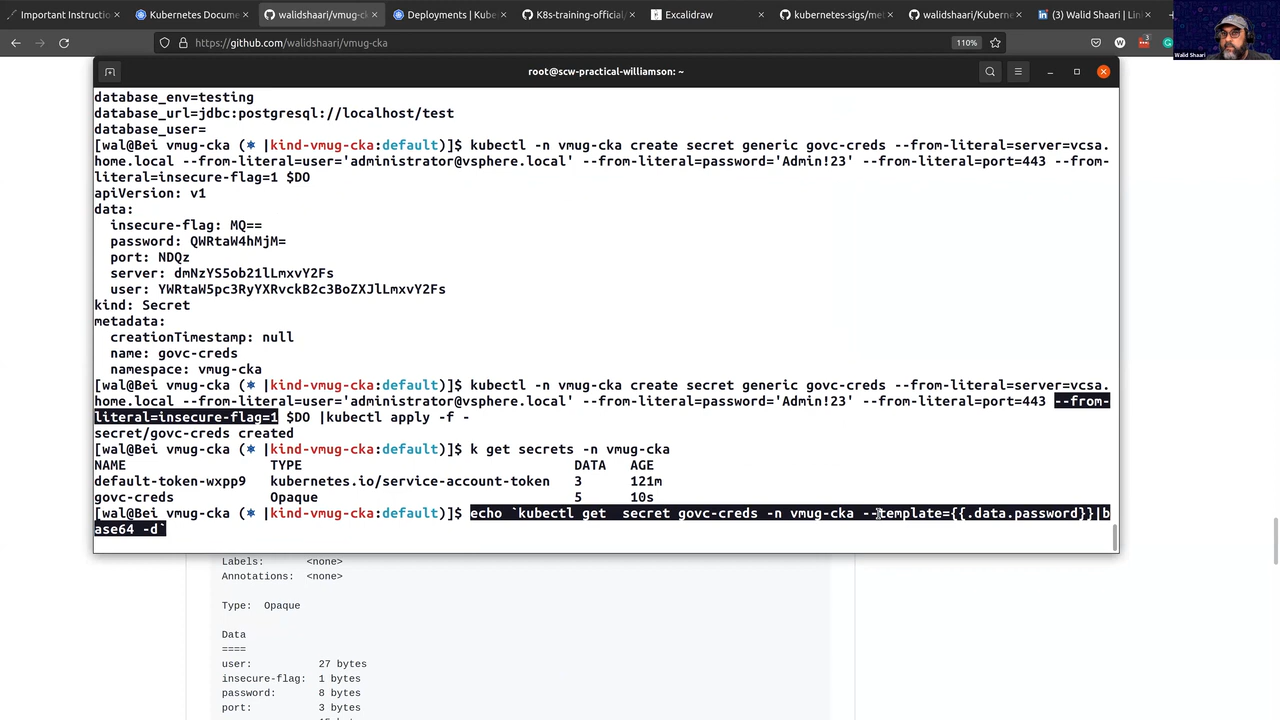 Important Instructio
Kubernetes Docume
walidshaari/vmug-ck
Deployments | Kube
K8s-training-official/
Excalidraw
kubernetes-sigs/me
walidshaari/Kubern
(3) Walid Shaari | Lin
https://github.com/walidshaari/vmug-cka
110%
Walid Shaari
root@scw-practical-williamson: ~
database_env=testing
database_url=jdbc:postgresql://localhost/test
database_user=
[wal@Bei vmug-cka (⎈ |kind-vmug-cka:default)]$ kubectl -n vmug-cka create secret generic govc-creds --from-literal=server=vcsa.
home.local --from-literal=user='administrator@vsphere.local' --from-literal=password='Admin!23' --from-literal=port=443 --from-
literal=insecure-flag=1 $DO
apiVersion: v1
data:
insecure-flag: MQ==
password: QWRtaW4hMjM=
port: NDQz
server: dmNzYS5ob21lLmxvY2Fs
user: YWRtaW5pc3RyYXRvckB2c3BoZXJlLmxvY2Fs
kind: Secret
metadata:
creationTimestamp: null
name: govc-creds
namespace: vmug-cka
[wal@Bei vmug-cka (⎈ |kind-vmug-cka:default)]$ kubectl -n vmug-cka create secret generic govc-creds --from-literal=server=vcsa.
home.local --from-literal=user='administrator@vsphere.local' --from-literal=password='Admin!23' --from-literal=port=443 --from-
literal=insecure-flag=1 $DO |kubectl apply -f -
secret/govc-creds created
[wal@Bei vmug-cka (⎈ |kind-vmug-cka:default)]$ k get secrets -n vmug-cka
NAME TYPE DATA AGE
default-token-wxpp9 kubernetes.io/service-account-token 3 121m
govc-creds Opaque 5 10s
[wal@Bei vmug-cka (⎈ |kind-vmug-cka:default)]$ echo `kubectl get  secret govc-creds -n vmug-cka --template={{.data.password}}|b
ase64 -d`
Labels: <none>
Annotations: <none>
Type: Opaque
Data
====
user: 27 bytes
insecure-flag: 1 bytes
password: 8 bytes
port: 3 bytes